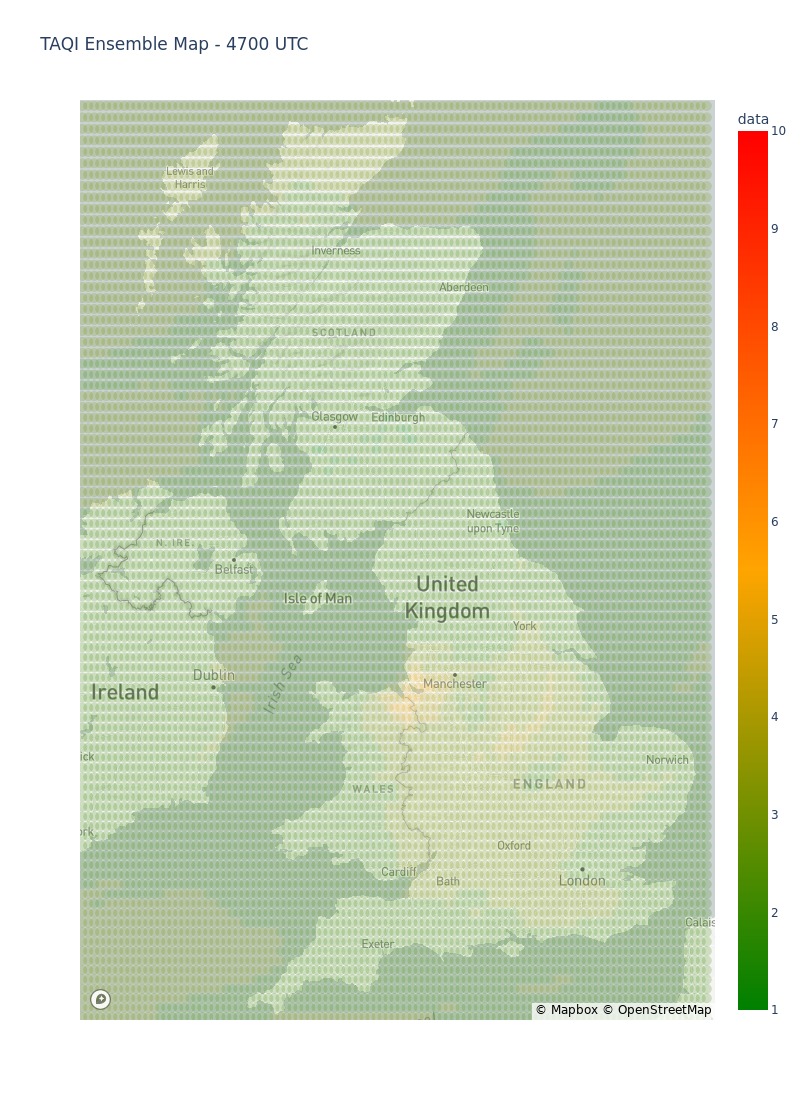 TAQI Ensemble Map - 4700 UTC
data
10
9
8
7
6
5
4
3
2
1
Lewis and
Harris
Inverness
Aberdeen
SCOTLAND
Glasgow
Edinburgh
Newcastle
upon Tyne
N. IRE.
Belfast
Isle of Man
United
Kingdom
York
Dublin
Irish Sea
Manchester
Ireland
ick
Norwich
WALES
ENGLAND
rk
Oxford
Cardiff
Bath
London
Calais
Exeter
© Mapbox © OpenStreetMap